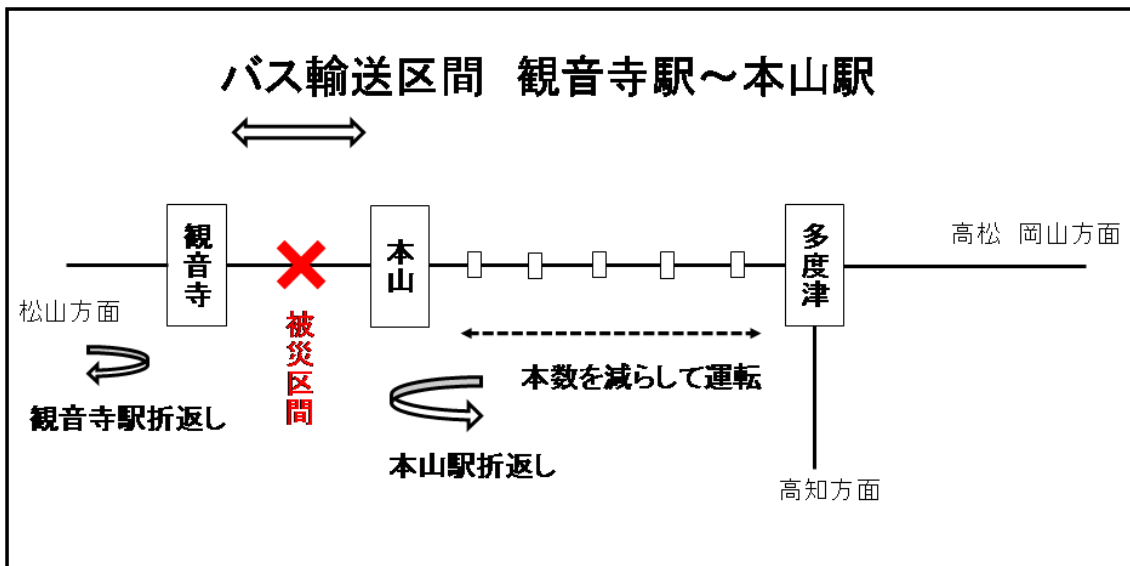 バス輸送区間 観音寺駅～本山駅
観音寺
本山
多度津
高松 岡山方面
松山方面
被災区間
本数を減らして運転
観音寺駅折返し
本山駅折返し
高知方面